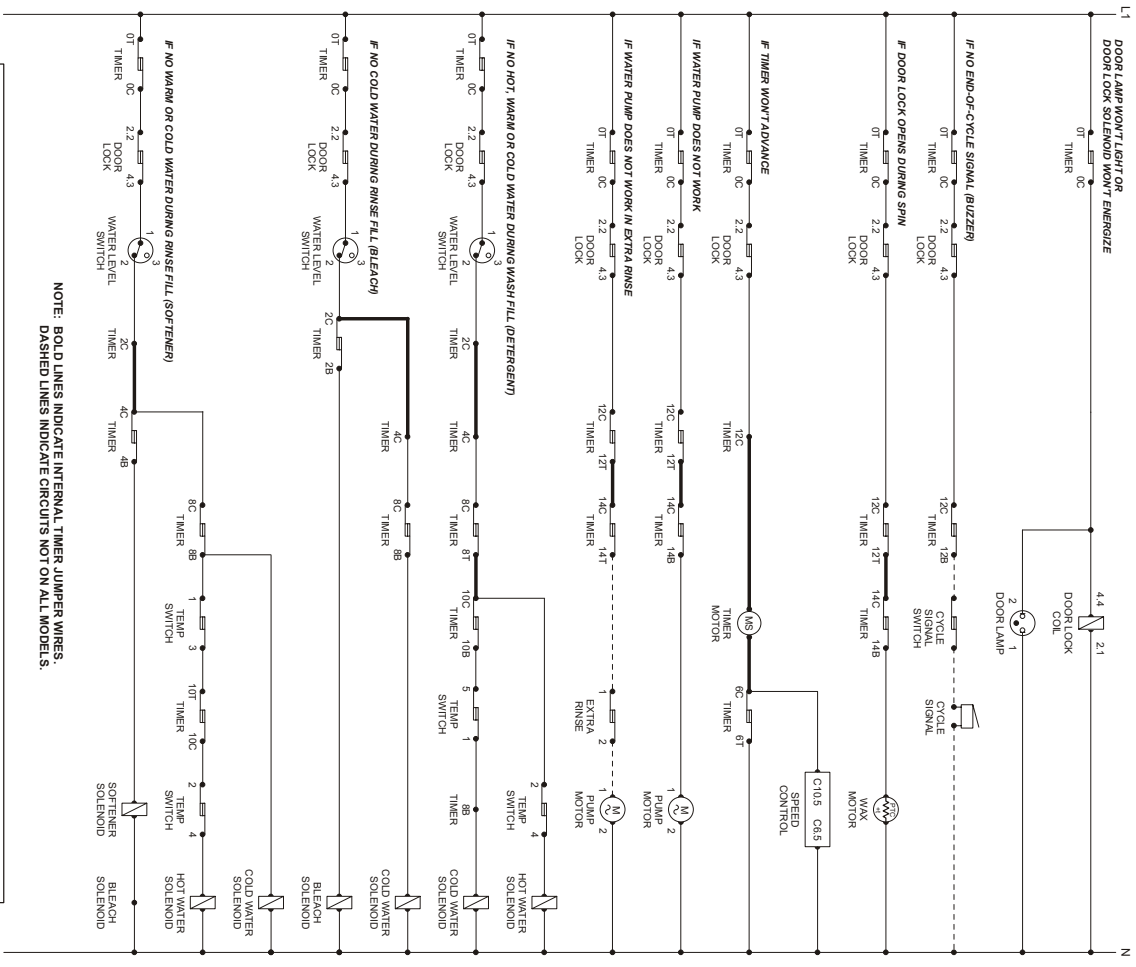 L1
N
DOOR LAMP WON'T LIGHT OR
DOOR LOCK SOLENOID WON'T ENERGIZE
0T 0C
TIMER
4.4 2.1
DOOR LOCK
COIL
2 1
DOOR LAMP
IF NO END-OF-CYCLE SIGNAL (BUZZER)
0T 0C 2.2 4.3 12C 12B
TIMER
DOOR
LOCK
TIMER
CYCLE
SIGNAL
SWITCH
CYCLE
SIGNAL
IF DOOR LOCK OPENS DURING SPIN
0T 0C 2.2 4.3 12C 12T 14C 14B
TIMER
DOOR
LOCK
TIMER
TIMER
PTC
+t
WAX
MOTOR
C10.5 C6.5
SPEED
CONTROL
IF TIMER WON'T ADVANCE
0T 0C 2.2 4.3 12C MS 6C 6T
TIMER
DOOR
LOCK
TIMER
MOTOR
TIMER
IF WATER PUMP DOES NOT WORK
0T 0C 2.2 4.3 12C 12T 14C 14B 1 M 2
TIMER
DOOR
LOCK
TIMER
PUMP
MOTOR
IF WATER PUMP DOES NOT WORK IN EXTRA RINSE
0T 0C 2.2 4.3 12C 12T 14C 14T 1 2 1 M 2
TIMER
DOOR
LOCK
TIMER
TIMER
EXTRA
RINSE
PUMP
MOTOR
2 4
TEMP
SWITCH
HOT WATER
SOLENOID
IF NO HOT, WARM OR COLD WATER DURING WASH FILL (DETERGENT)
0T 0C 2.2 4.3 1 3 2 2C 4C 8C 8T 10C 10B 5 1 8B
TIMER
DOOR
LOCK
WATER LEVEL
SWITCH
TIMER
TIMER
TIMER
TEMP
SWITCH
TIMER
COLD WATER
SOLENOID
4C 8C 8B
TIMER
TIMER
COLD WATER
SOLENOID
IF NO COLD WATER DURING RINSE FILL (BLEACH)
0T 0C 2.2 4.3 1 3 2 2C 2B
TIMER
DOOR
LOCK
WATER LEVEL
SWITCH
TIMER
BLEACH
SOLENOID
COLD WATER
SOLENOID
8C 8B 1 3 10T 10C 2 4
TIMER
TEMP
SWITCH
TIMER
TEMP
SWITCH
HOT WATER
SOLENOID
IF NO WARM OR COLD WATER DURING RINSE FILL (SOFTENER)
0T 0C 2.2 4.3 1 3 2 2C 4C 4B
TIMER
DOOR
LOCK
WATER LEVEL
SWITCH
TIMER
TIMER
SOFTENER
SOLENOID
BLEACH
SOLENOID
NOTE: BOLD LINES INDICATE INTERNAL TIMER JUMPER WIRES.
DASHED LINES INDICATE CIRCUITS NOT ON ALL MODELS.